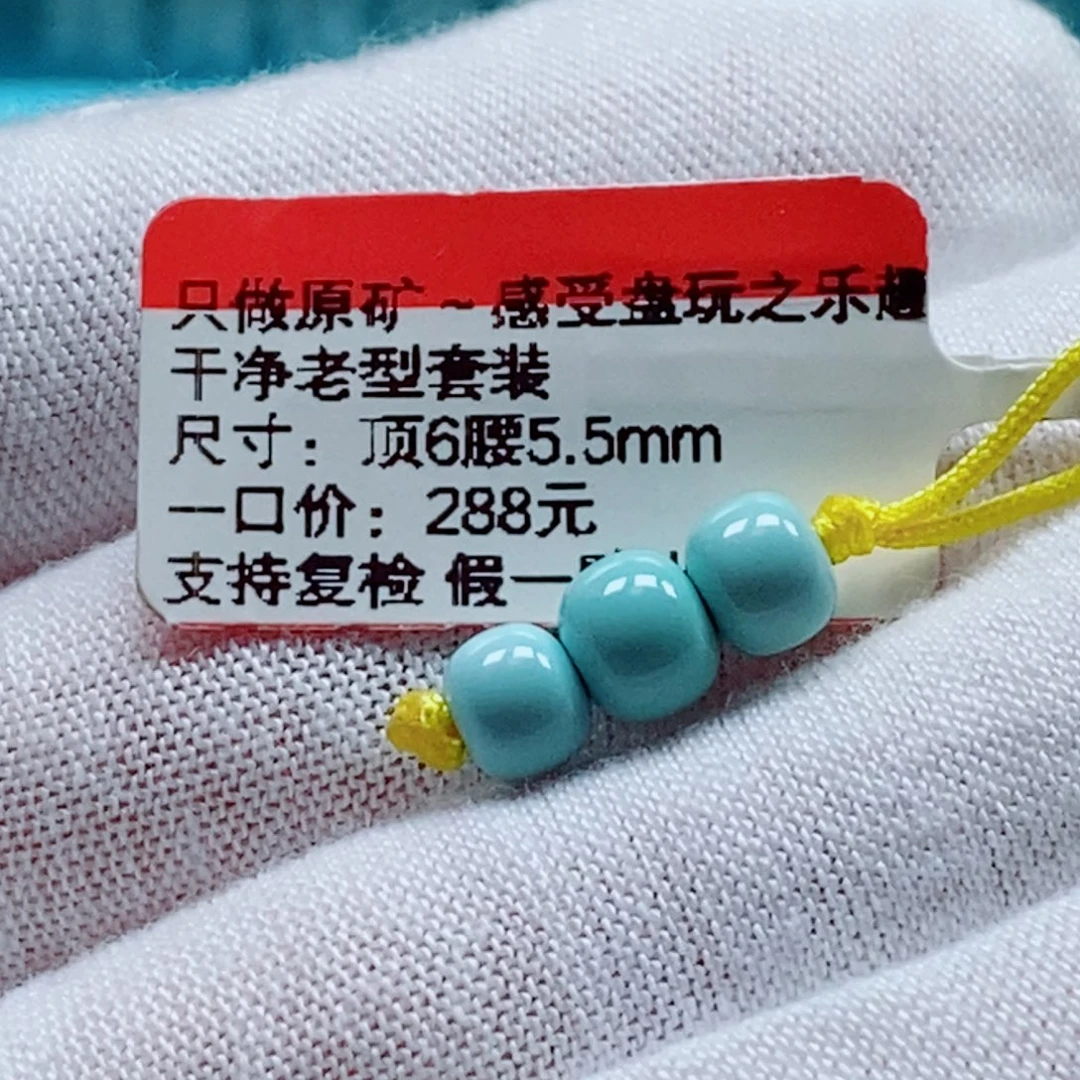 只做原矿~感受盘玩之乐趣
干净老型套装
尺寸：顶6腰5.5mm
一口价：288元
支持复检 假一